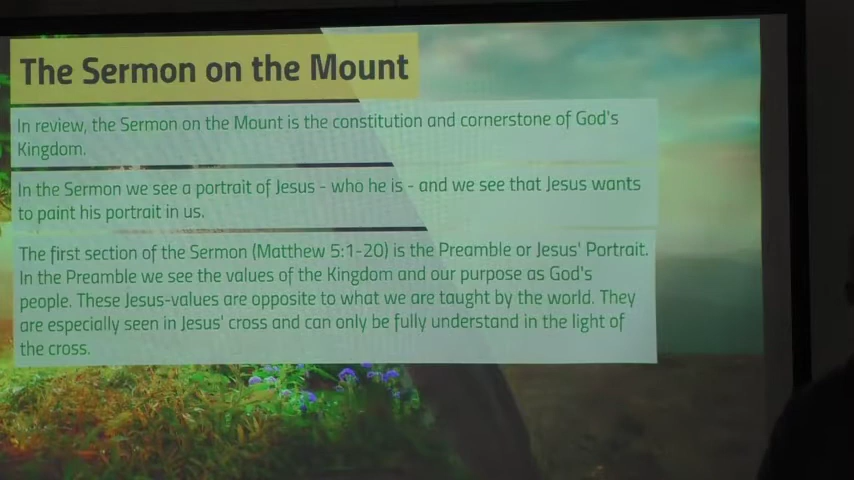 The Sermon on the Mount
In review, the Sermon on the Mount is the constitution and cornerstone of God's
Kingdom.
In the Sermon we see a portrait of Jesus - who he is - and we see that Jesus wants
to paint his portrait in us.
The first section of the Sermon (Matthew 5:1-20) is the Preamble or Jesus' Portrait.
In the Preamble we see the values of the Kingdom and our purpose as God's
people. These Jesus-values are opposite to what we are taught by the world. They
are especially seen in Jesus' cross and can only be fully understand in the light of
the cross.